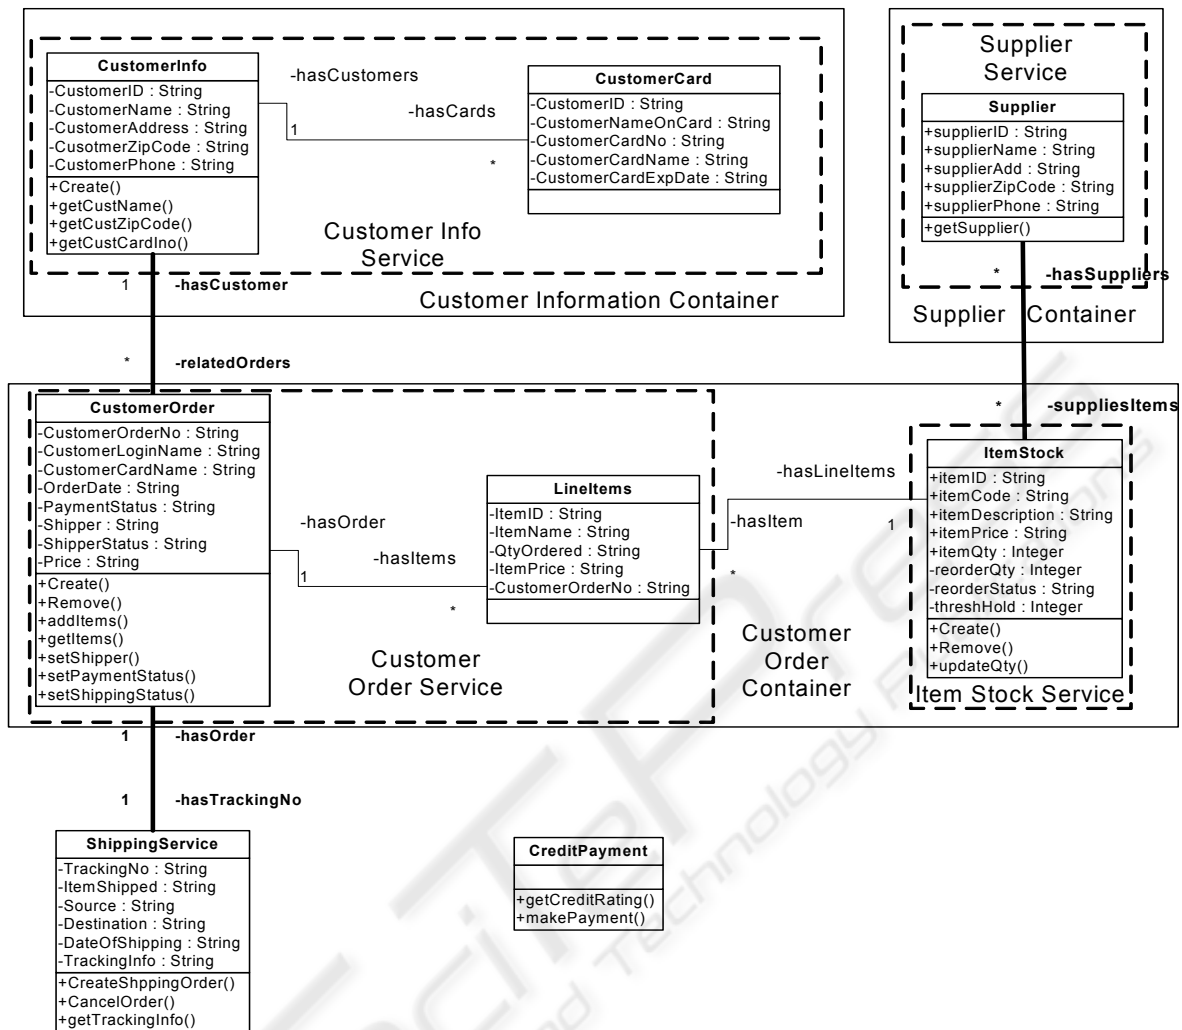 CustomerInfo
-CustomerID : String
-CustomerName : String
-CustomerAddress : String
-CusotmerZipCode : String
-CustomerPhone : String
+Create()
+getCustName()
+getCustZipCode()
+getCustCardIno()
-hasCustomers
1
-hasCards
*
CustomerCard
-CustomerID : String
-CustomerNameOnCard : String
-CustomerCardNo : String
-CustomerCardName : String
-CustomerCardExpDate : String
Customer Info
Service
Customer Information Container
Supplier
Service
Supplier
+supplierID : String
+supplierName : String
+supplierAdd : String
+supplierZipCode : String
+supplierPhone : String
+getSupplier()
* -hasSuppliers
Supplier Container
1 -hasCustomer
* -relatedOrders
* -suppliesItems
CustomerOrder
-CustomerOrderNo : String
-CustomerLoginName : String
-CustomerCardName : String
-OrderDate : String
-PaymentStatus : String
-Shipper : String
-ShipperStatus : String
-Price : String
+Create()
+Remove()
+addItems()
+getItems()
+setShipper()
+setPaymentStatus()
+setShippingStatus()
-hasOrder
1
-hasItems
*
LineItems
-ItemID : String
-ItemName : String
-QtyOrdered : String
-ItemPrice : String
-CustomerOrderNo : String
Customer
Order Service
-hasLineItems
-hasItem
1
*
Customer
Order
Container
ItemStock
+itemID : String
+itemCode : String
+itemDescription : String
+itemPrice : String
+itemQty : Integer
-reorderQty : Integer
-reorderStatus : String
-threshHold : Integer
+Create()
+Remove()
+updateQty()
Item Stock Service
1 -hasOrder
1 -hasTrackingNo
ShippingService
-TrackingNo : String
-ItemShipped : String
-Source : String
-Destination : String
-DateOfShipping : String
-TrackingInfo : String
+CreateShppingOrder()
+CancelOrder()
+getTrackingInfo()
CreditPayment
+getCreditRating()
+makePayment()
SciTePress
and Technology Publications